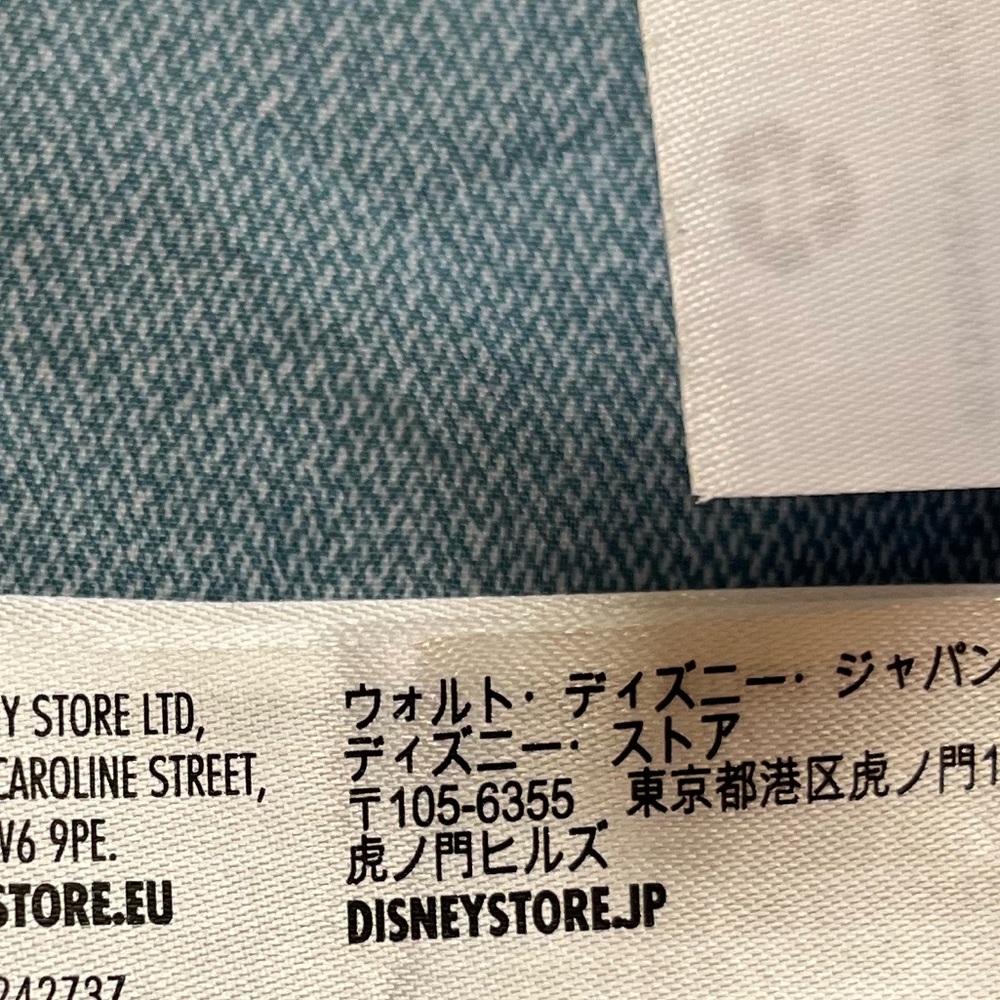 Y STORE LTD,
CAROLINE STREET,
W6 9PE.
STORE.EU
242737
ウォルト・ディズニー・ジャパン
ディズニー・ストア
〒105-6355 東京都港区虎ノ門1
虎ノ門ヒルズ
DISNEYSTORE.JP